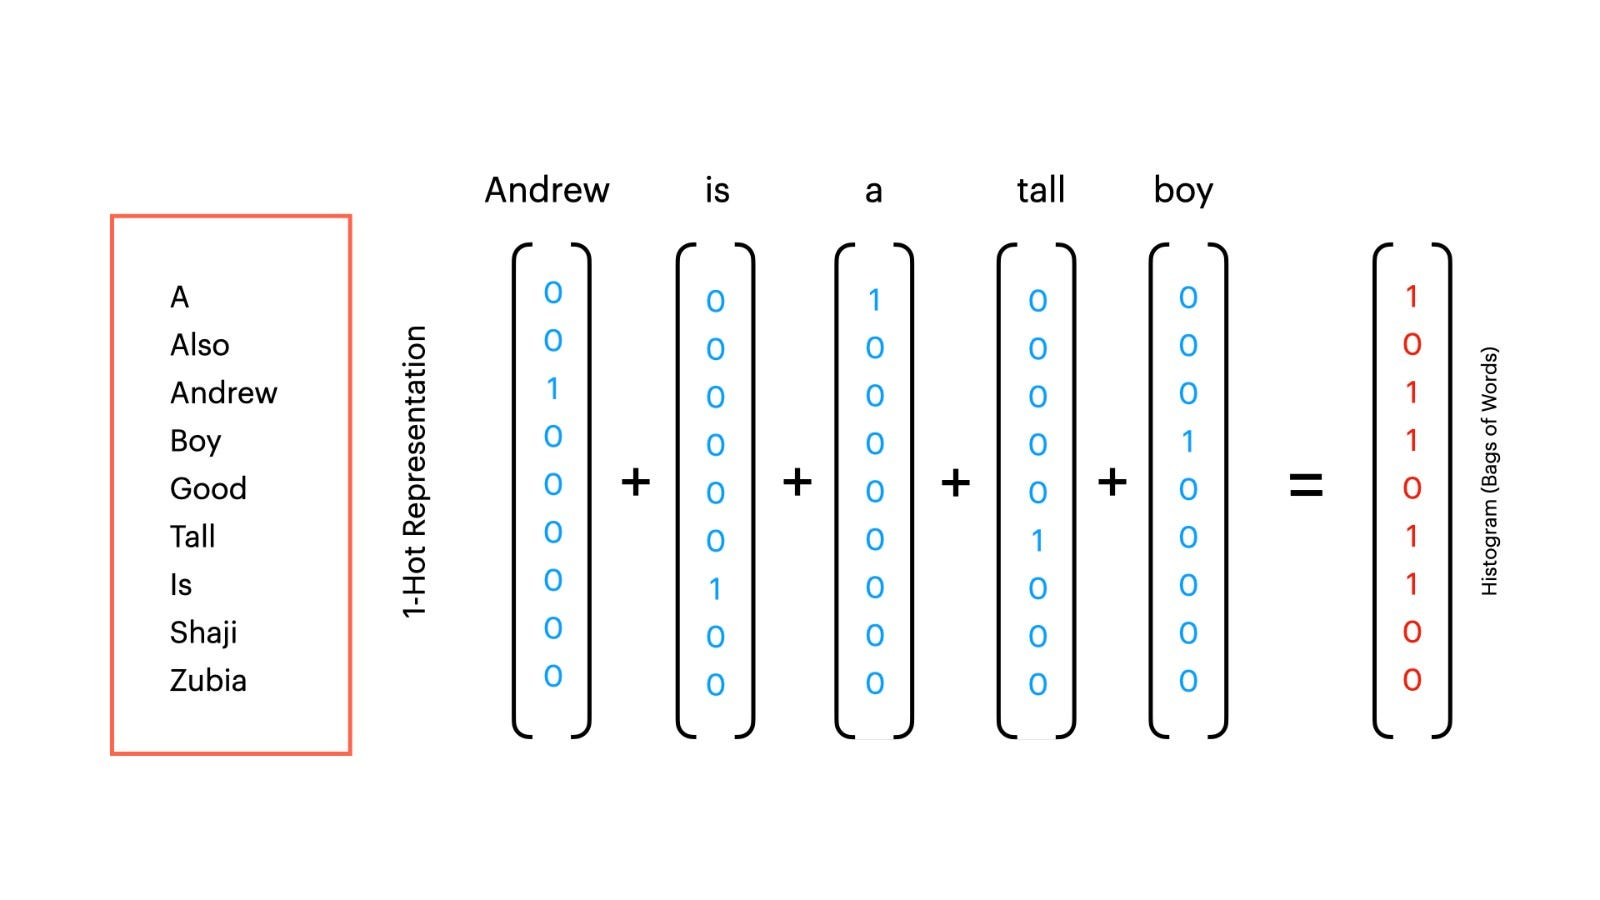 Andrew is a tall boy
A 0 0 1 0 0 1
Also 0 0 0 0 0 0
Andrew 1 0 0 0 0 1
Boy 0 0 0 0 1 1
Good 0 + 0 + 0 + 0 + 0 = 0
Tall 0 0 0 1 0 1
Is 0 1 0 0 0 1
Shaji 0 0 0 0 0 0
Zubia 0 0 0 0 0 0
1-Hot Representation
Histogram (Bags of Words)